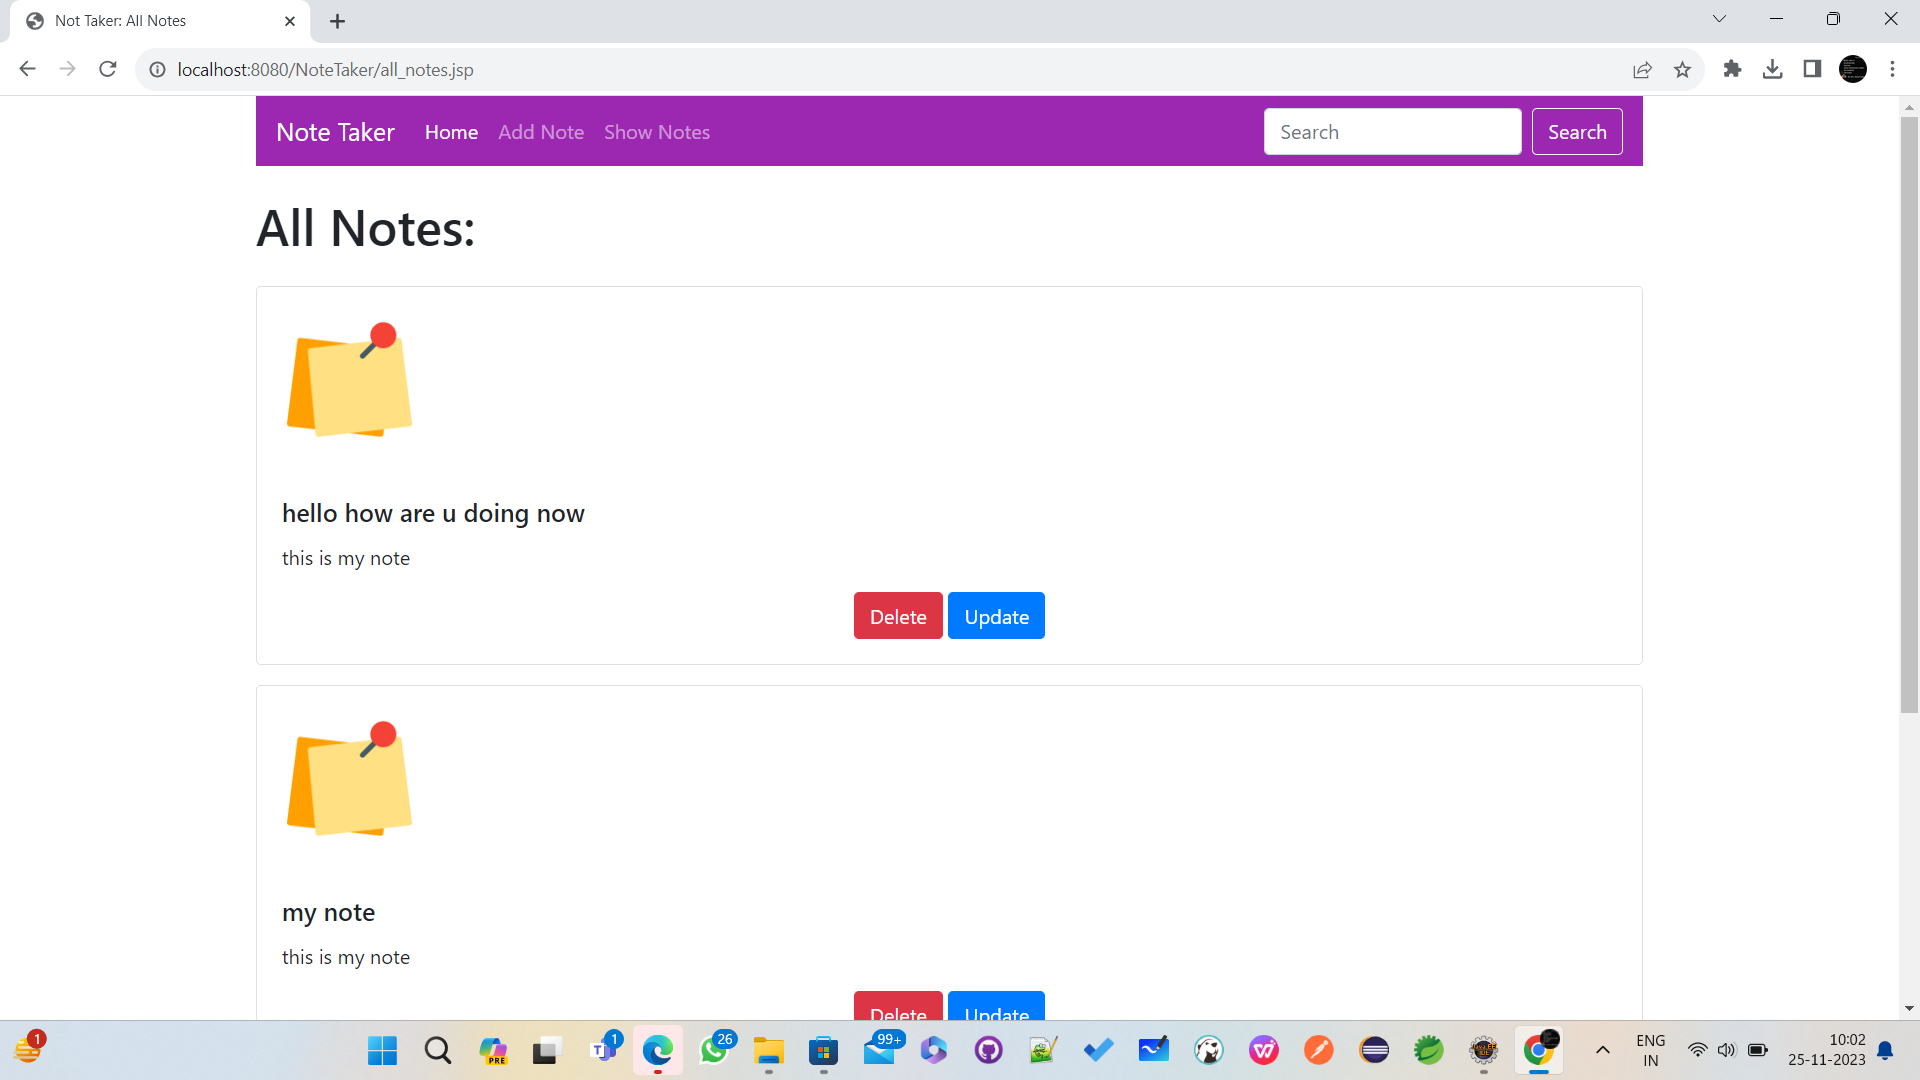 Not Taker: All Notes
localhost:8080/NoteTaker/all_notes.jsp
Note Taker Home Add Note Show Notes Search Search
All Notes:
hello how are u doing now
this is my note
Delete Update
my note
this is my note
Delete Update
1
PRE
T 1
26
99+
ENG
IN
10:02
25-11-2023